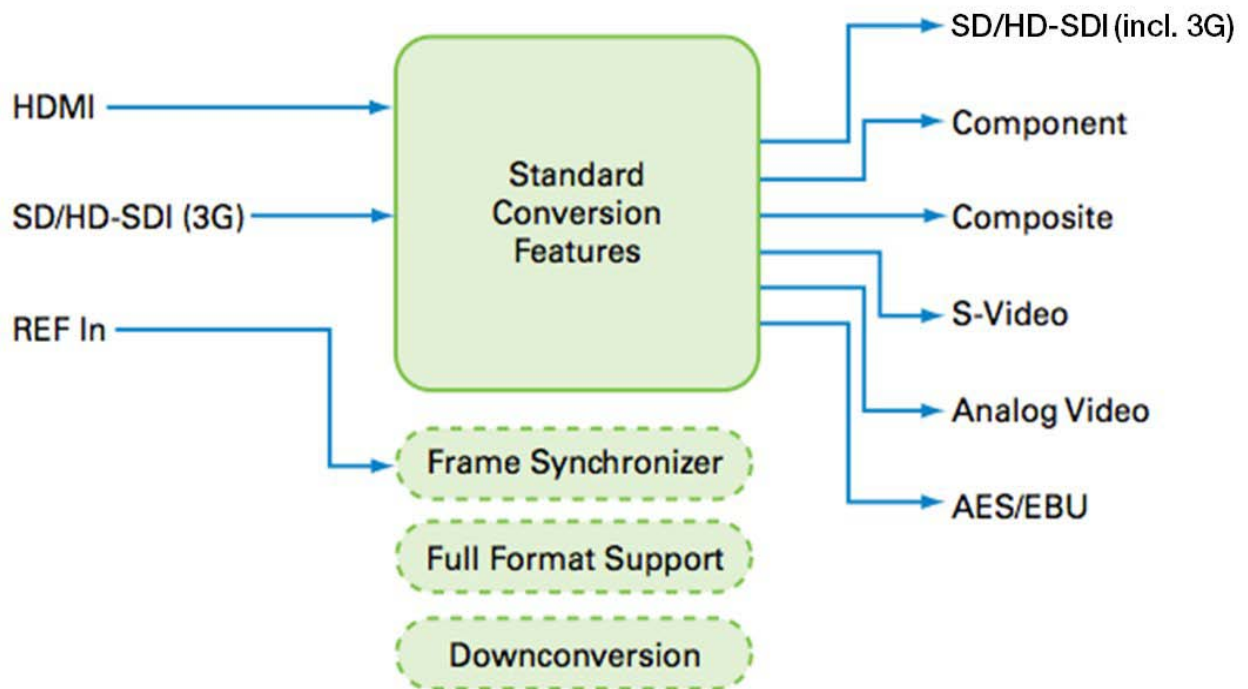 HDMI
SD/HD-SDI (3G)
REF In
Standard
Conversion
Features
Frame Synchronizer
Full Format Support
Downconversion
SD/HD-SDI (incl. 3G)
Component
Composite
S-Video
Analog Video
AES/EBU